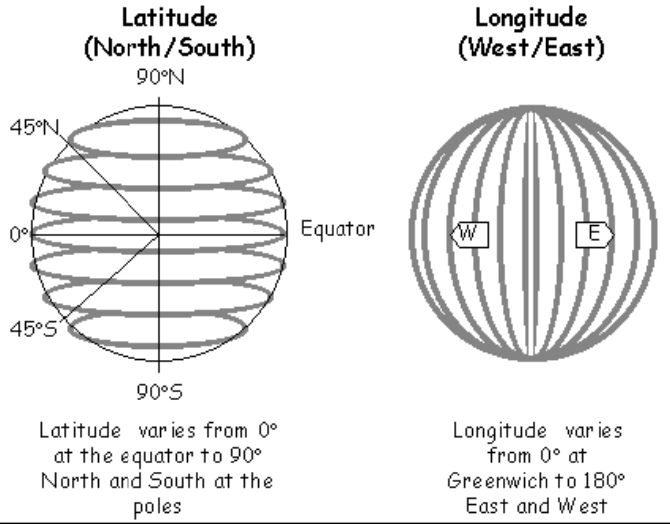 Latitude
(North/South)
90°N
45°N
0°
Equator
45°S
90°S
Latitude varies from 0°
at the equator to 90°
North and South at the
poles
Longitude
(West/East)
W
E
Longitude varies
from 0° at
Greenwich to 180°
East and West